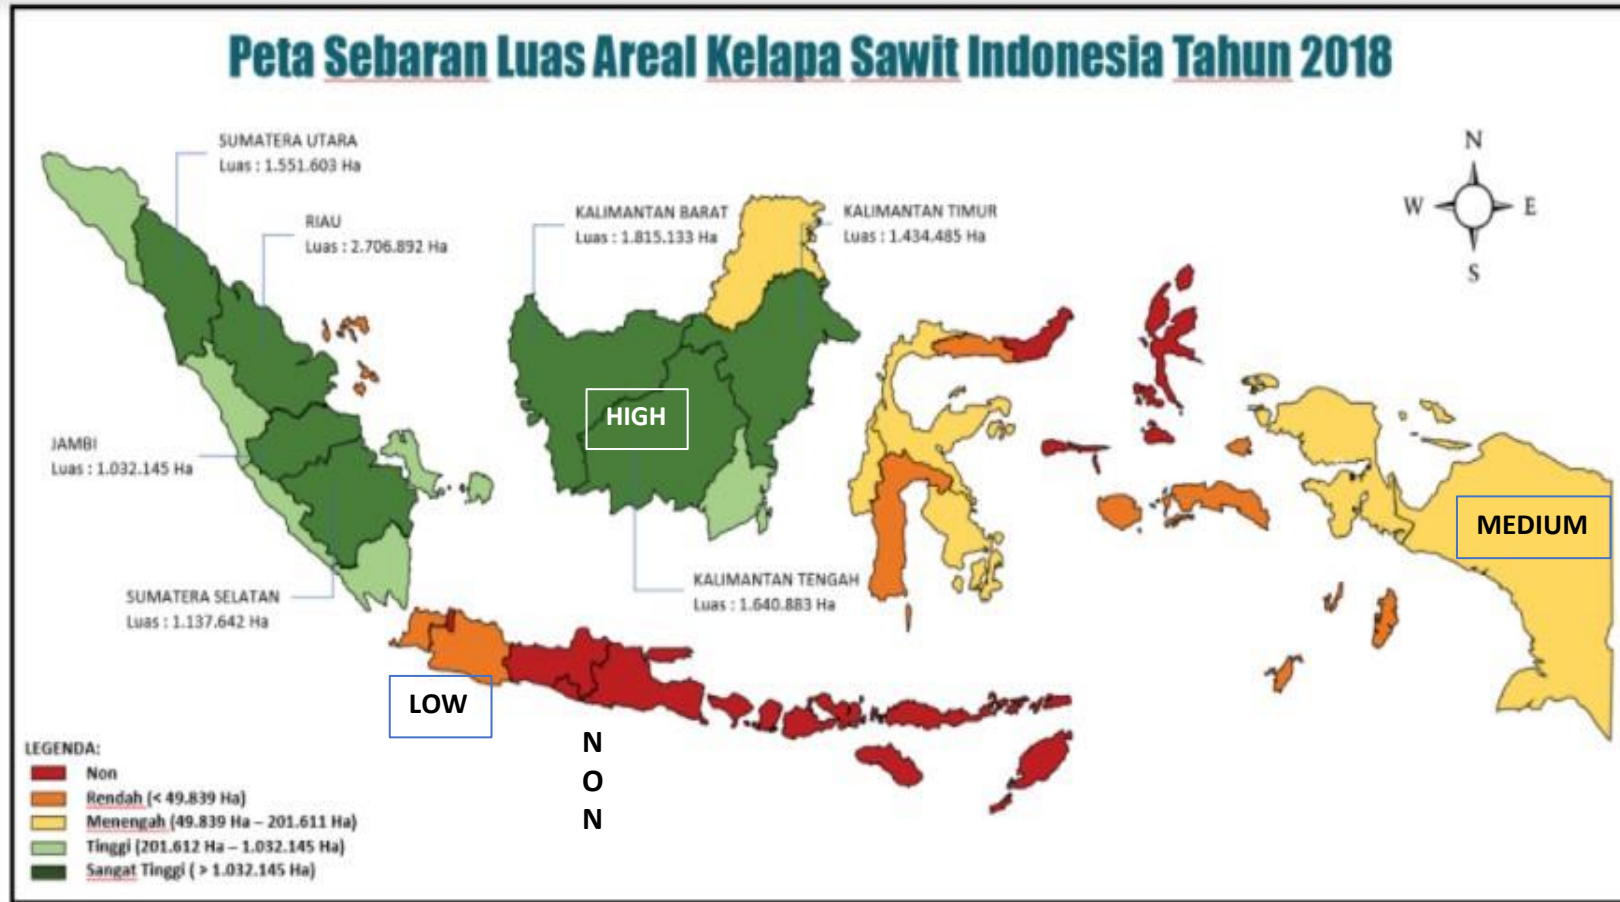 Peta Sebaran Luas Areal Kelapa Sawit Indonesia Tahun 2018
SUMATERA UTARA
Luas : 1.551.603 Ha
RIAU
Luas : 2.706.892 Ha
KALIMANTAN BARAT
Luas : 1.815.133 Ha
KALIMANTAN TIMUR
Luas : 1.434.485 Ha
N
W
E
S
HIGH
JAMBI
Luas : 1.032.145 Ha
MEDIUM
SUMATERA SELATAN
Luas : 1.137.642 Ha
KALIMANTAN TENGAH
Luas : 1.640.883 Ha
LOW
N
O
N
LEGENDA:
Non
Rendah (< 49.839 Ha)
Menengah (49.839 Ha – 201.611 Ha)
Tinggi (201.612 Ha – 1.032.145 Ha)
Sangat Tinggi ( > 1.032.145 Ha)